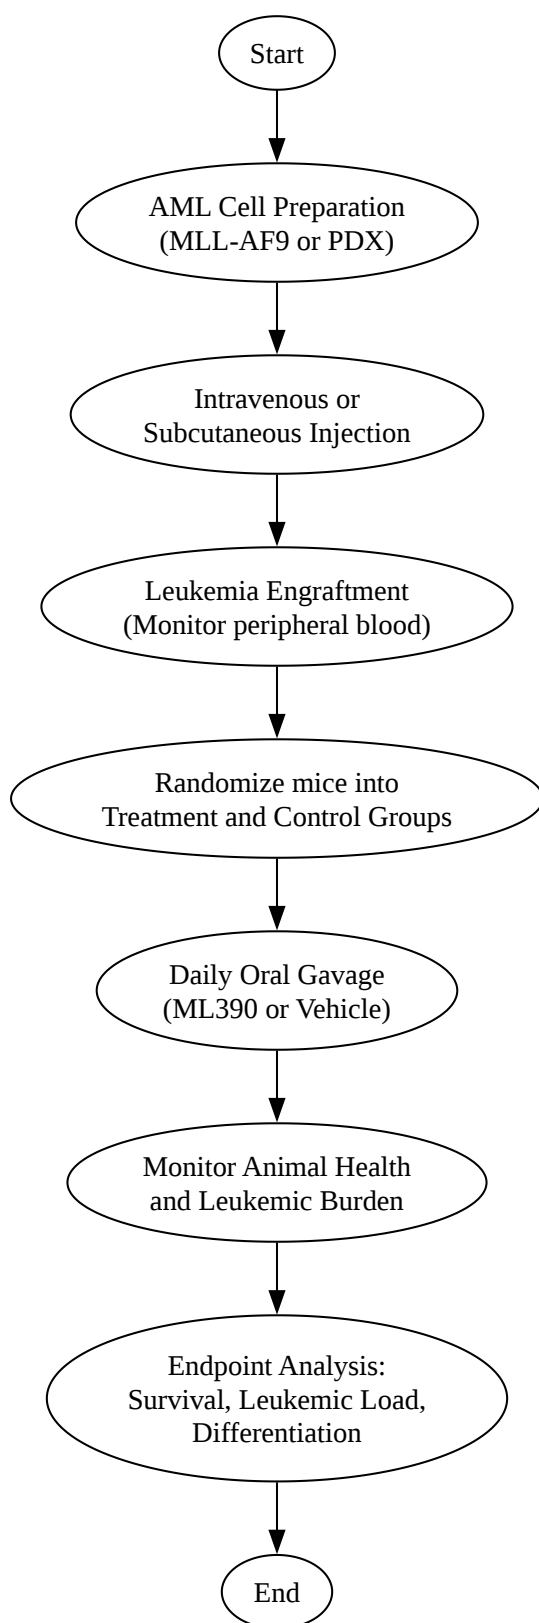 Start
AML Cell Preparation
(MLL-AF9 or PDX)
Intravenous or
Subcutaneous Injection
Leukemia Engraftment
(Monitor peripheral blood)
Randomize mice into
Treatment and Control Groups
Daily Oral Gavage
(ML390 or Vehicle)
Monitor Animal Health
and Leukemic Burden
Endpoint Analysis:
Survival, Leukemic Load,
Differentiation
End